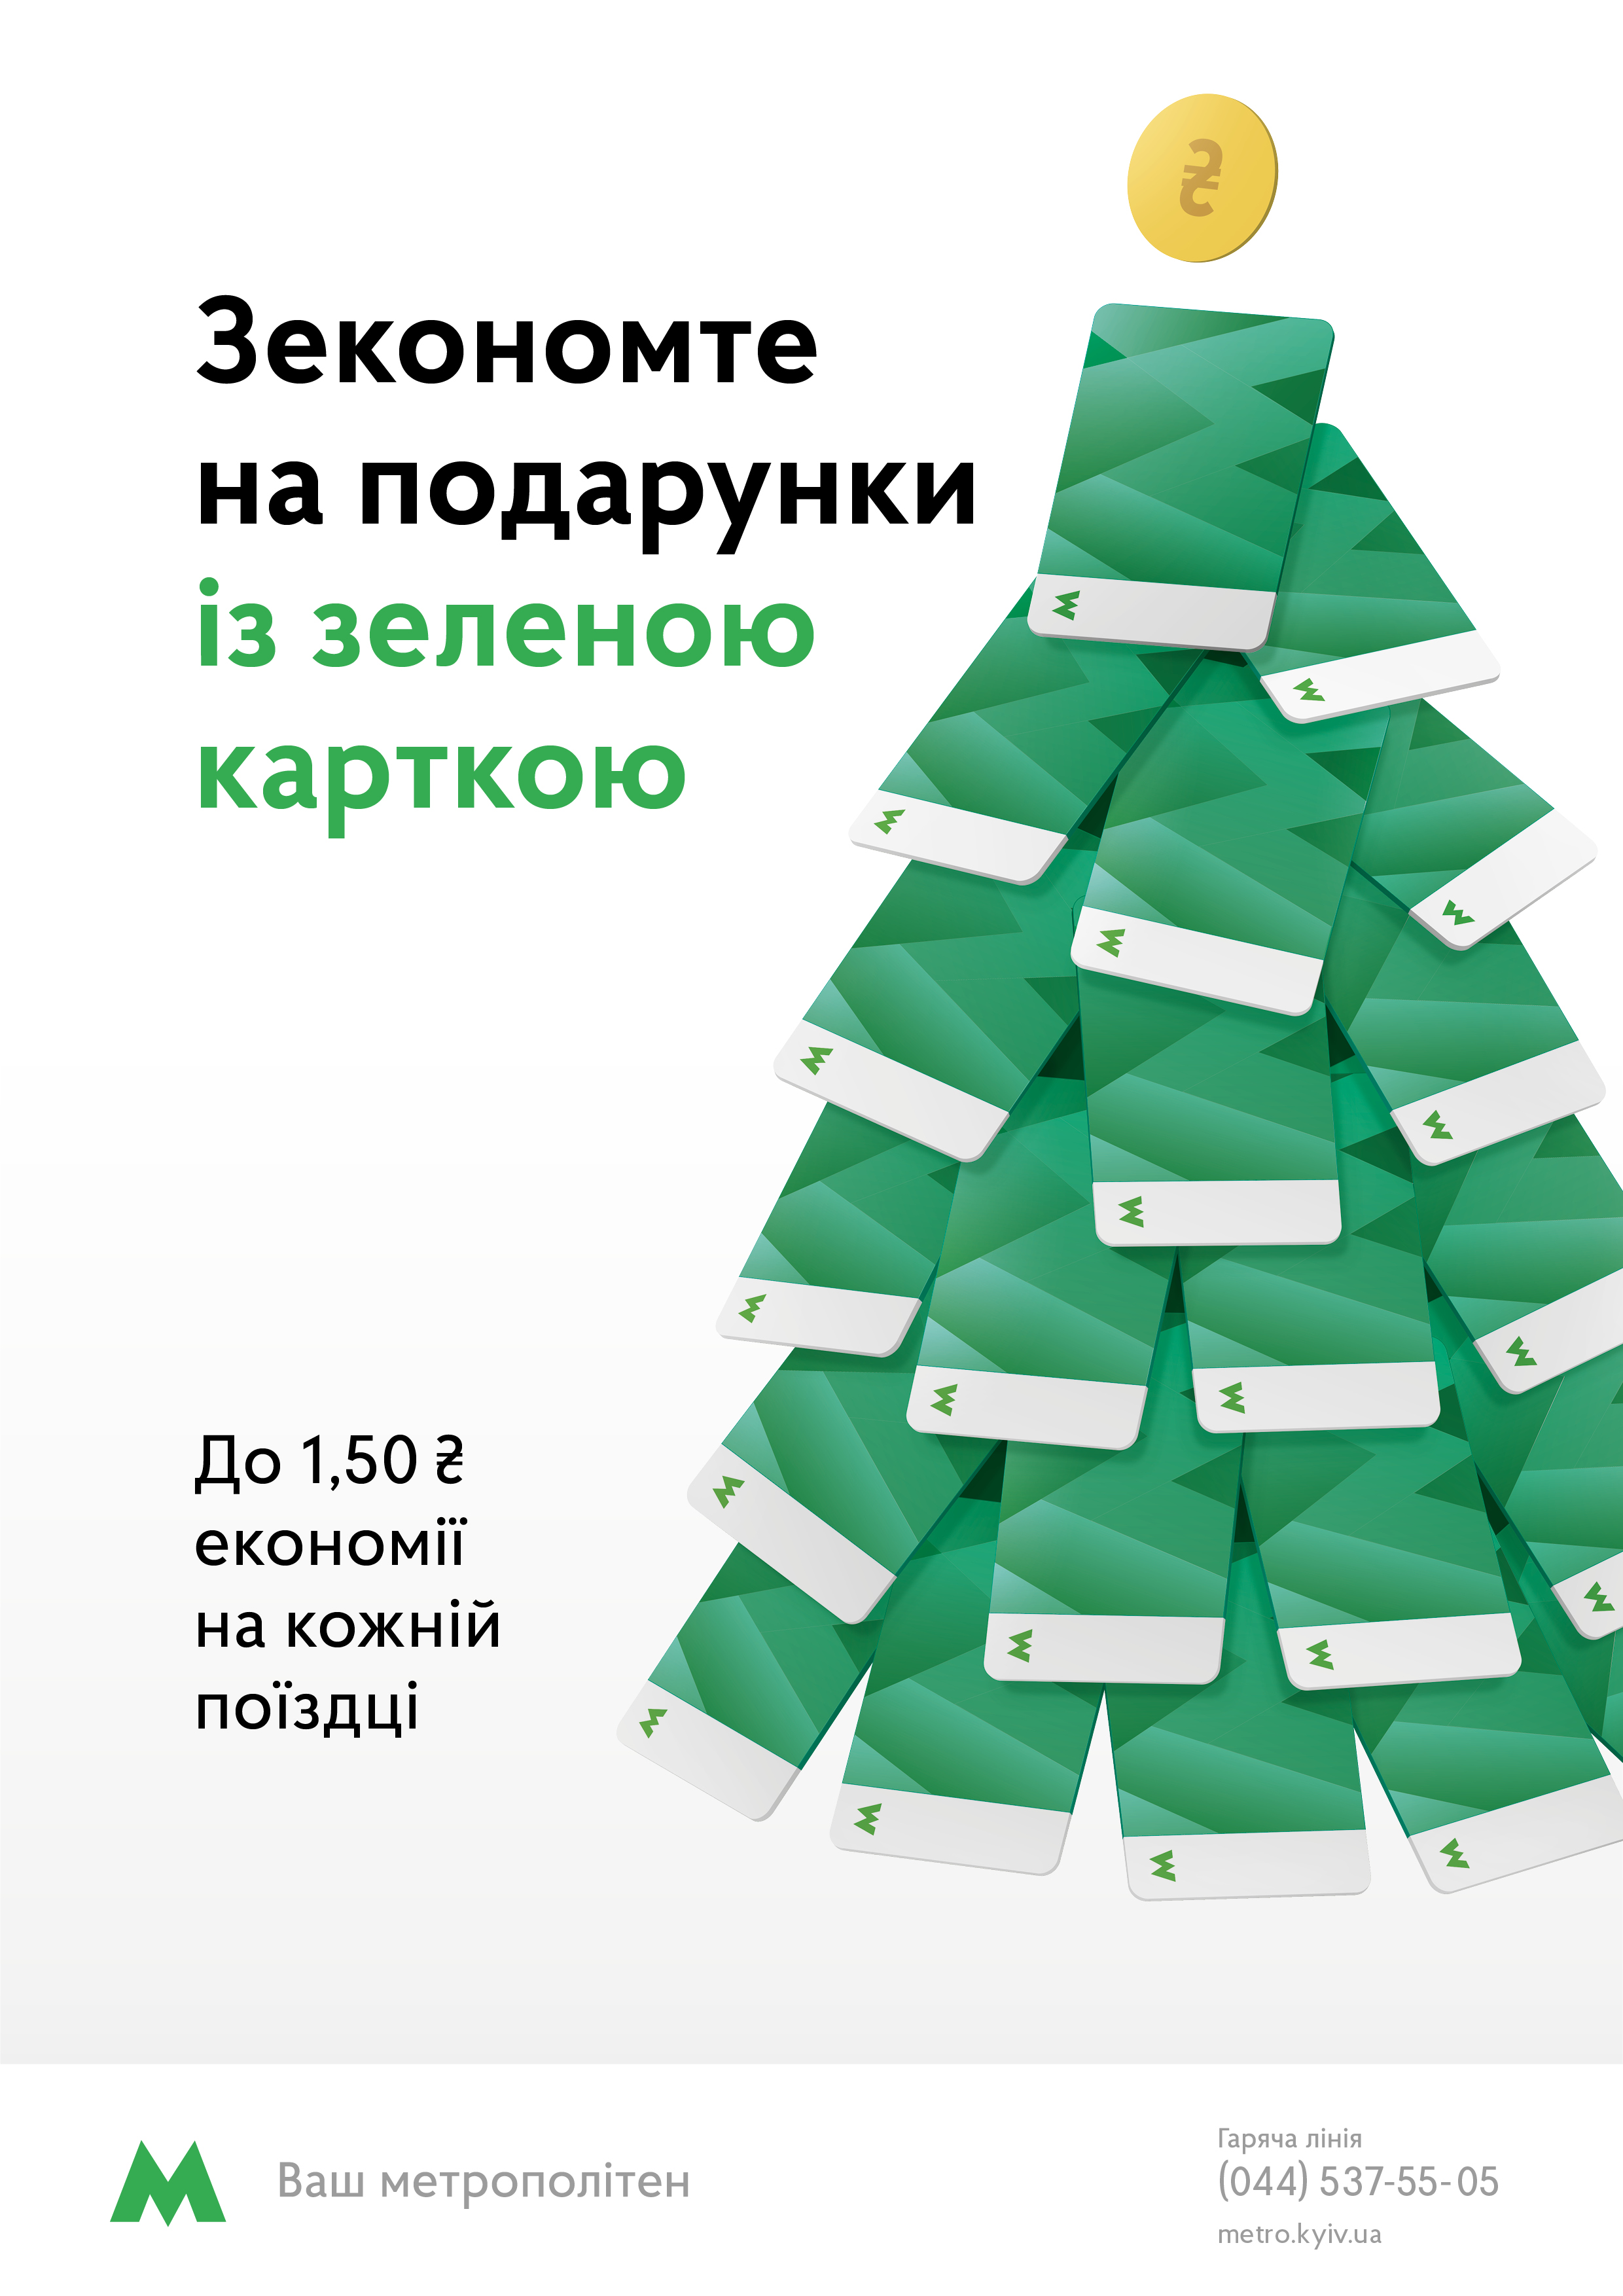 Зекономте
на подарунки
із зеленою
карткою
До 1,50 ₴
економії
на кожній
поїздці
Ваш метрополітен
Гаряча лінія
(044) 537-55-05
metro.kyiv.ua